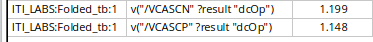 ITI_LABS:Folded_tb:1 v("/VCASCN" ?result "dcOp") 1.199
ITI_LABS:Folded_tb:1 v("/VCASCP" ?result "dcOp") 1.148